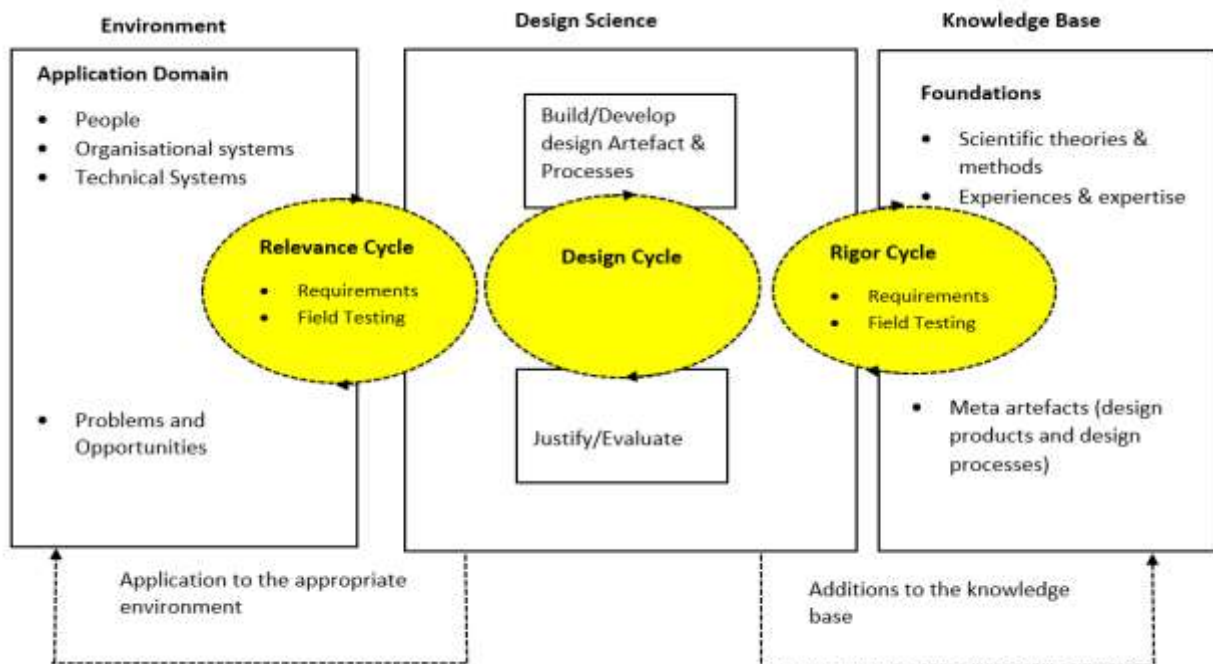 Environment
Design Science
Knowledge Base
Application Domain
• People
• Organisational systems
• Technical Systems
• Problems and
Opportunities
Build/Develop
design Artefact &
Processes
Justify/Evaluate
Relevance Cycle
• Requirements
• Field Testing
Design Cycle
Rigor Cycle
• Requirements
• Field Testing
Foundations
• Scientific theories &
methods
• Experiences & expertise
• Meta artefacts (design
products and design
processes)
Application to the appropriate
environment
Additions to the knowledge
base